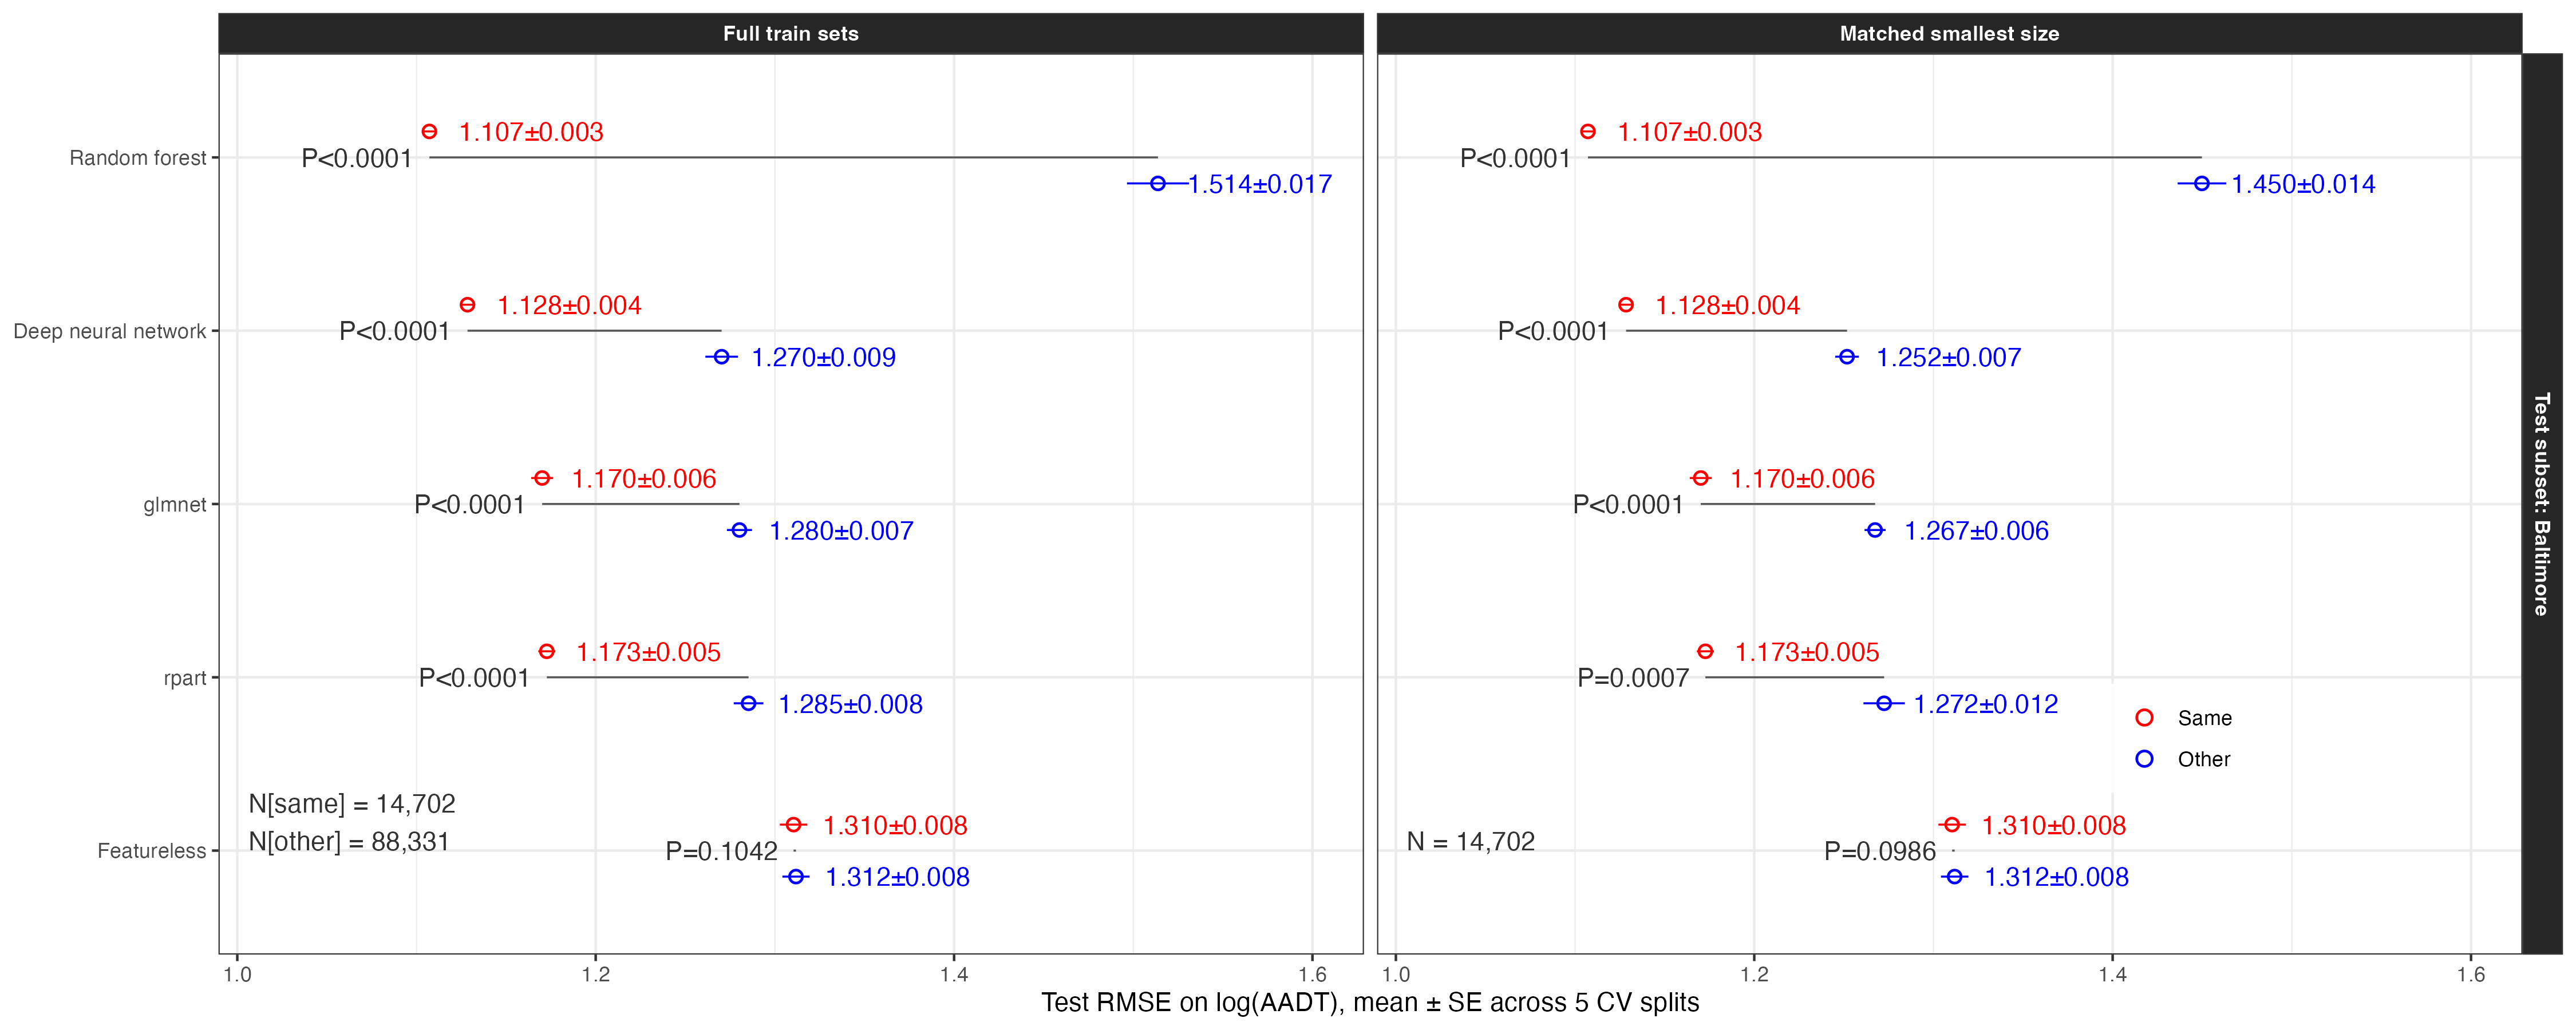 Full train sets
Matched smallest size
Random forest
P<0.0001
1.107±0.003
1.514±0.017
P<0.0001
1.107±0.003
1.450±0.014
Deep neural network
P<0.0001
1.128±0.004
1.270±0.009
P<0.0001
1.128±0.004
1.252±0.007
glmnet
P<0.0001
1.170±0.006
1.280±0.007
P<0.0001
1.170±0.006
1.267±0.006
rpart
P<0.0001
1.173±0.005
1.285±0.008
P=0.0007
1.173±0.005
1.272±0.012
Same
Other
Featureless
N[same] = 14,702
N[other] = 88,331
P=0.1042
1.310±0.008
1.312±0.008
N = 14,702
P=0.0986
1.310±0.008
1.312±0.008
Test subset: Baltimore
1.0 1.2 1.4 1.6
1.0 1.2 1.4 1.6
Test RMSE on log(AADT), mean ± SE across 5 CV splits